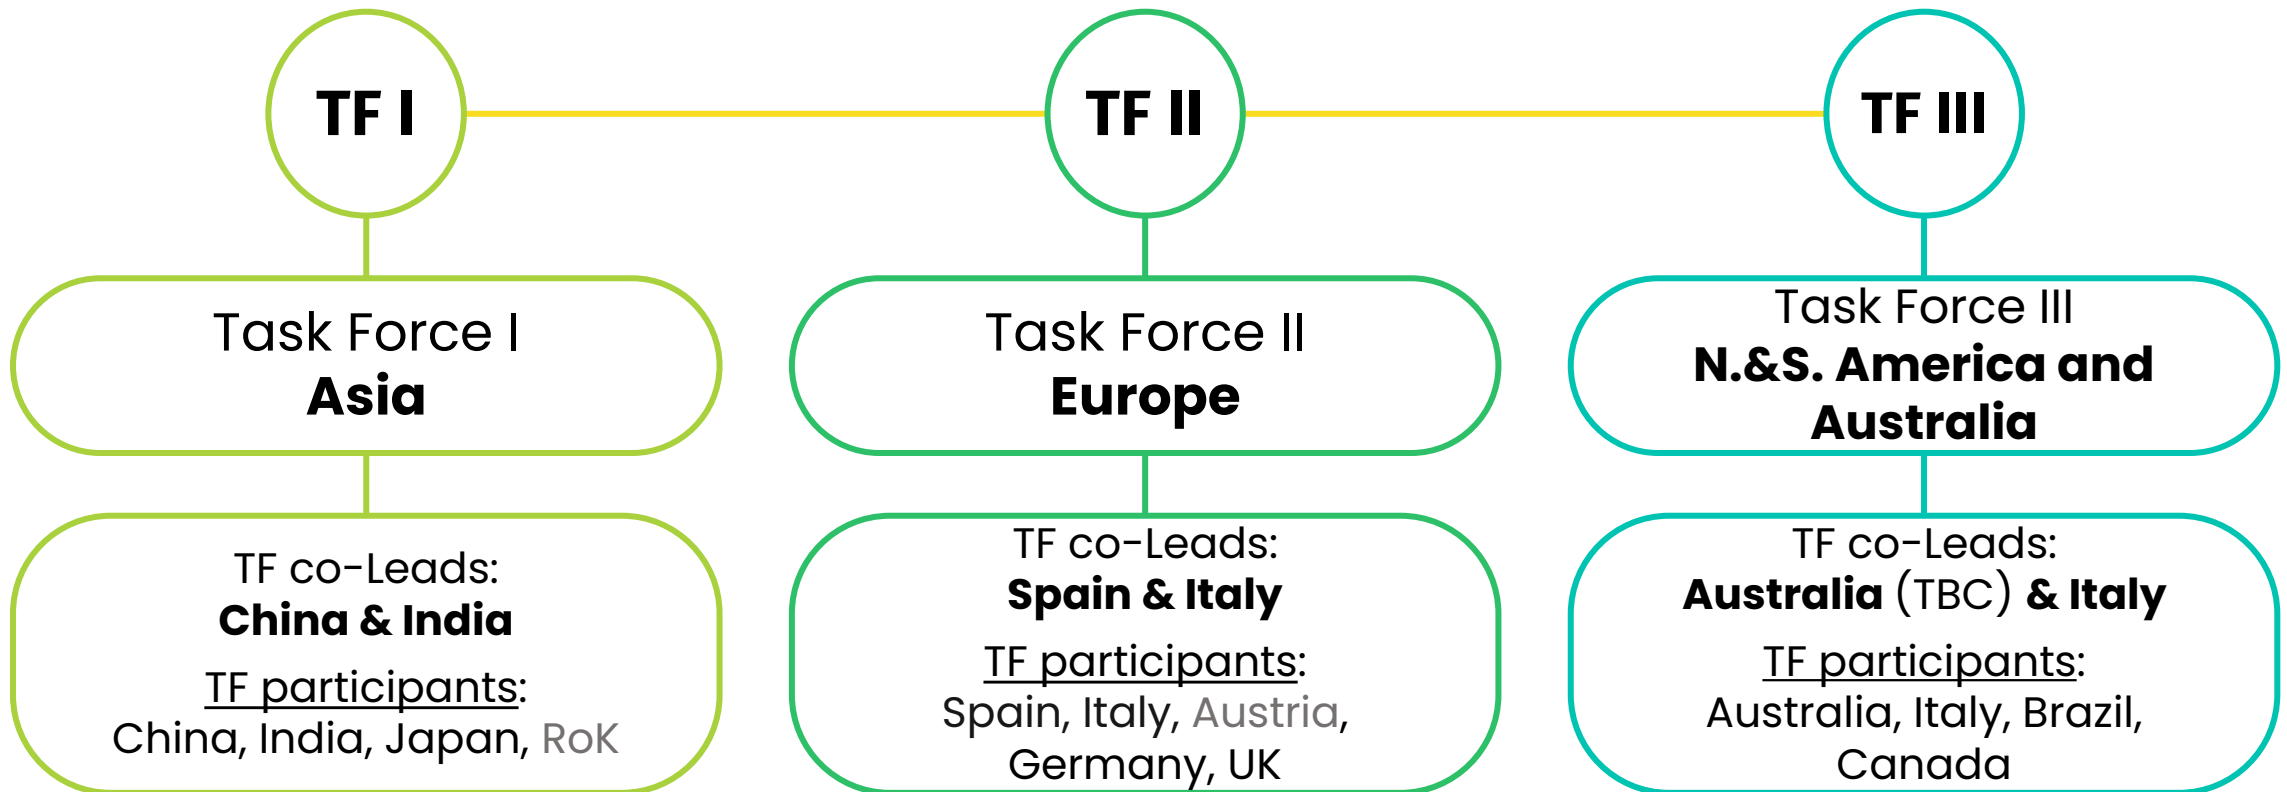 TF I
TF II
TF III
Task Force I
Asia
Task Force II
Europe
Task Force III
N.&S. America and
Australia
TF co-Leads:
China & India
TF participants:
China, India, Japan, RoK
TF co-Leads:
Spain & Italy
TF participants:
Spain, Italy, Austria,
Germany, UK
TF co-Leads:
Australia (TBC) & Italy
TF participants:
Australia, Italy, Brazil,
Canada